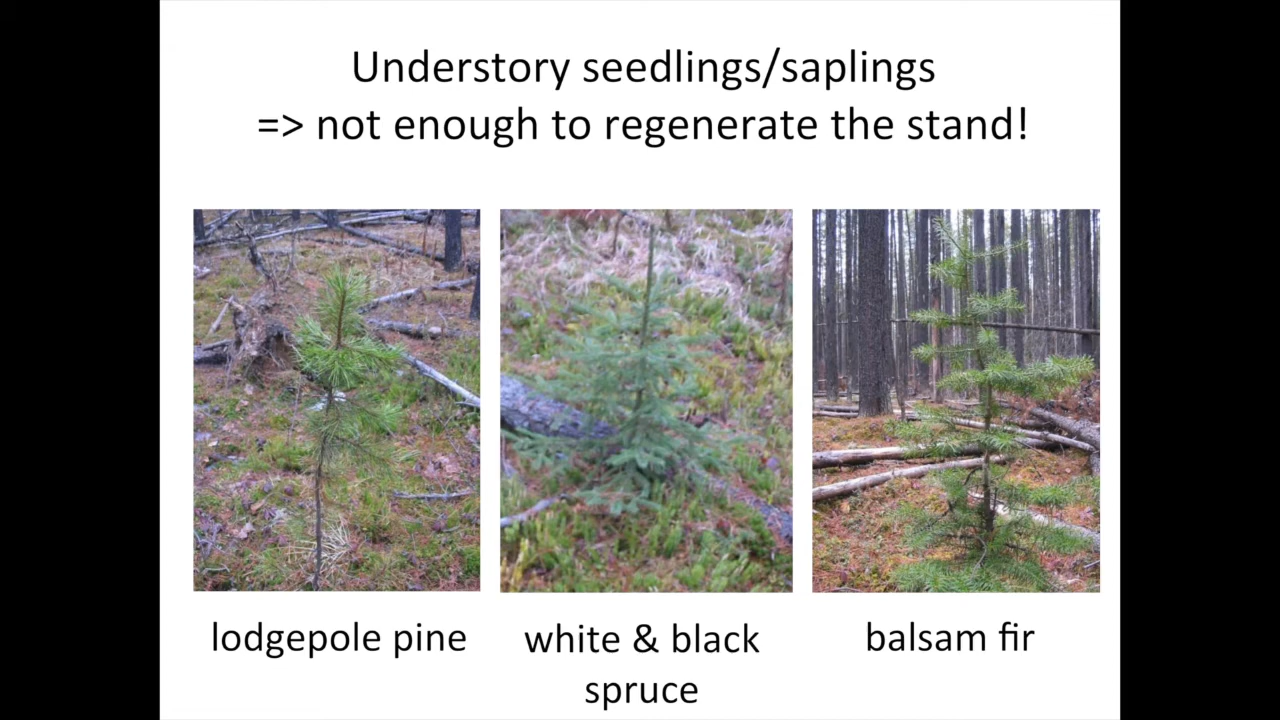 Understory seedlings/saplings
=> not enough to regenerate the stand!
lodgepole pine
white & black
spruce
balsam fir